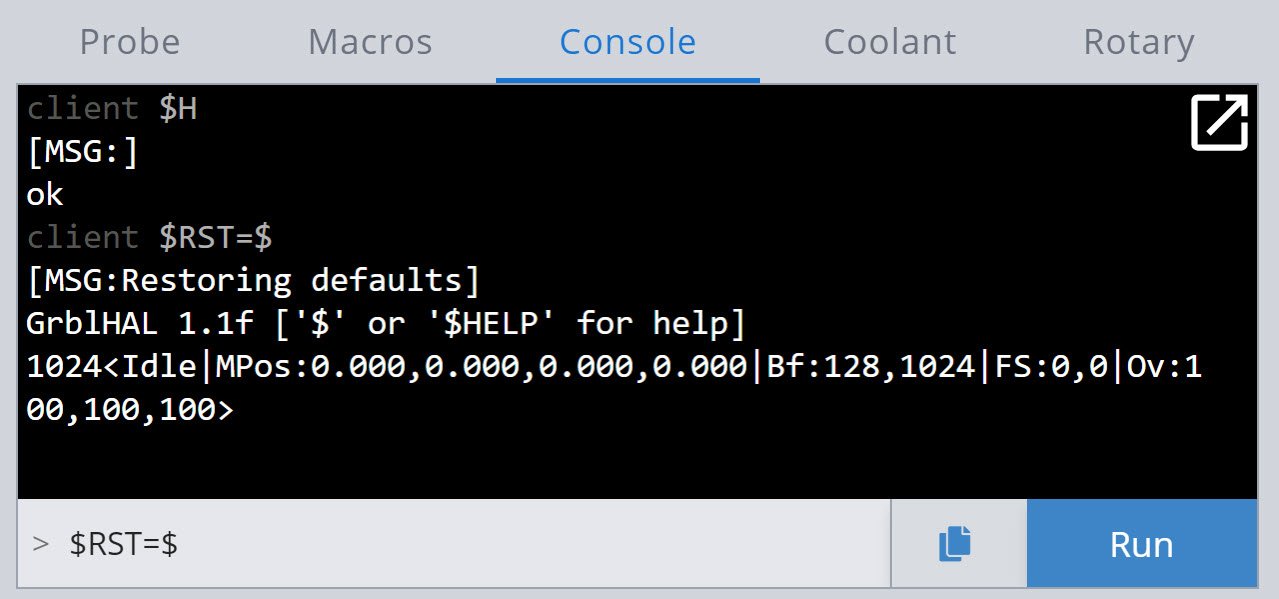 Probe Macros Console Coolant Rotary
client $H
[MSG:]
ok
client $RST=$
[MSG:Restoring defaults]
GrblHAL 1.1f ['$' or '$HELP' for help]
1024<Idle|MPos:0.000,0.000,0.000,0.000|Bf:128,1024|FS:0,0|Ov:1
00,100,100>
> $RST=$ Run